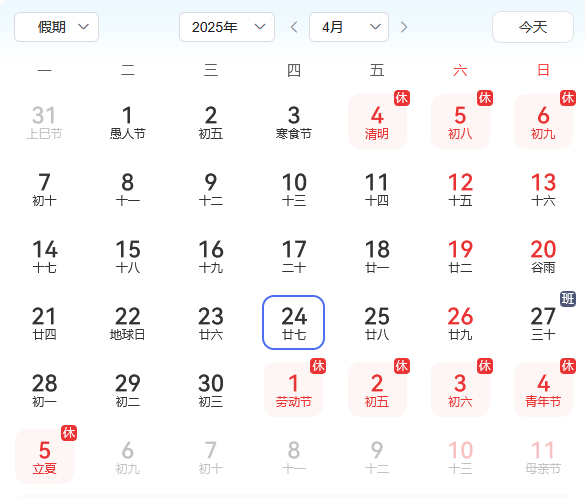 假期 2025年 4月 今天
一 二 三 四 五 六 日
休 休 休
31 1 2 3 4 5 6
上巳节 愚人节 初五 寒食节 清明 初八 初九
7 8 9 10 11 12 13
初十 十一 十二 十三 十四 十五 十六
14 15 16 17 18 19 20
十七 十八 十九 二十 廿一 廿二 谷雨
班
21 22 23 24 25 26 27
廿四 地球日 廿六 廿七 廿八 廿九 三十
休 休 休 休
28 29 30 1 2 3 4
初一 初二 初三 劳动节 初五 初六 青年节
休
5 6 7 8 9 10 11
立夏 初九 初十 十一 十二 十三 母亲节